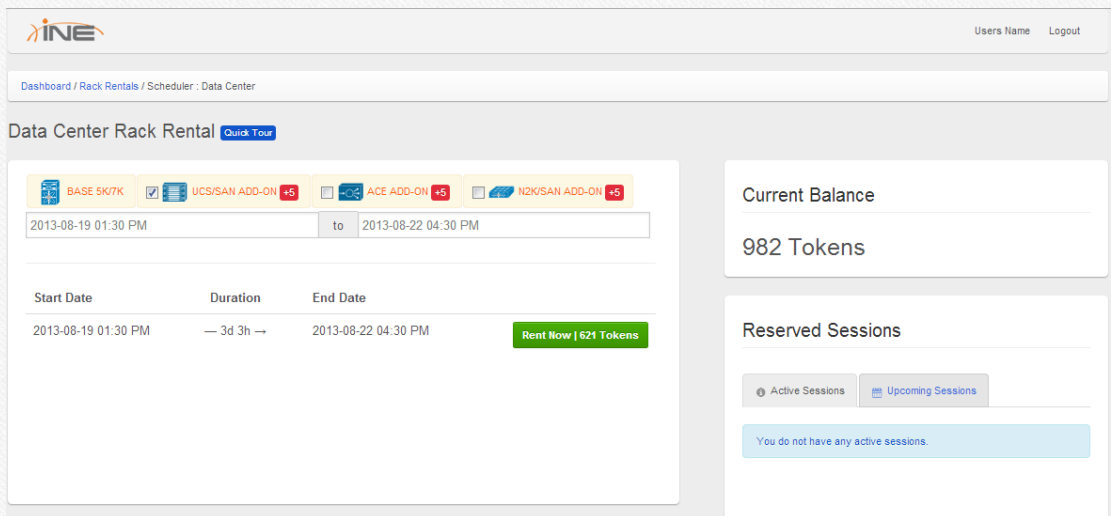 iNE
Users Name Logout
Dashboard / Rack Rentals / Scheduler : Data Center
Data Center Rack Rental Quick Tour
BASE 5K/7K UCS/SAN ADD-ON +5 ACE ADD-ON +5 N2K/SAN ADD-ON +5
2013-08-19 01:30 PM to 2013-08-22 04:30 PM
Start Date Duration End Date
2013-08-19 01:30 PM — 3d 3h → 2013-08-22 04:30 PM Rent Now | 621 Tokens
Current Balance
982 Tokens
Reserved Sessions
Active Sessions Upcoming Sessions
You do not have any active sessions.